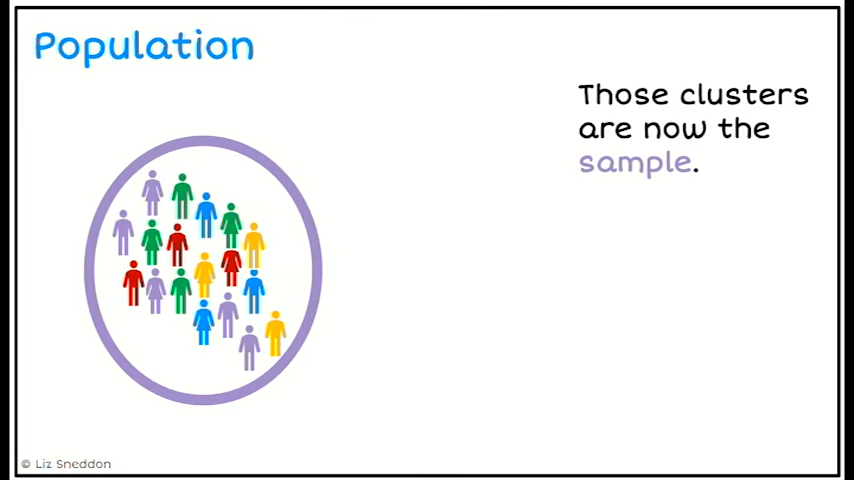 Population
Those clusters
are now the
sample.
© Liz Sneddon